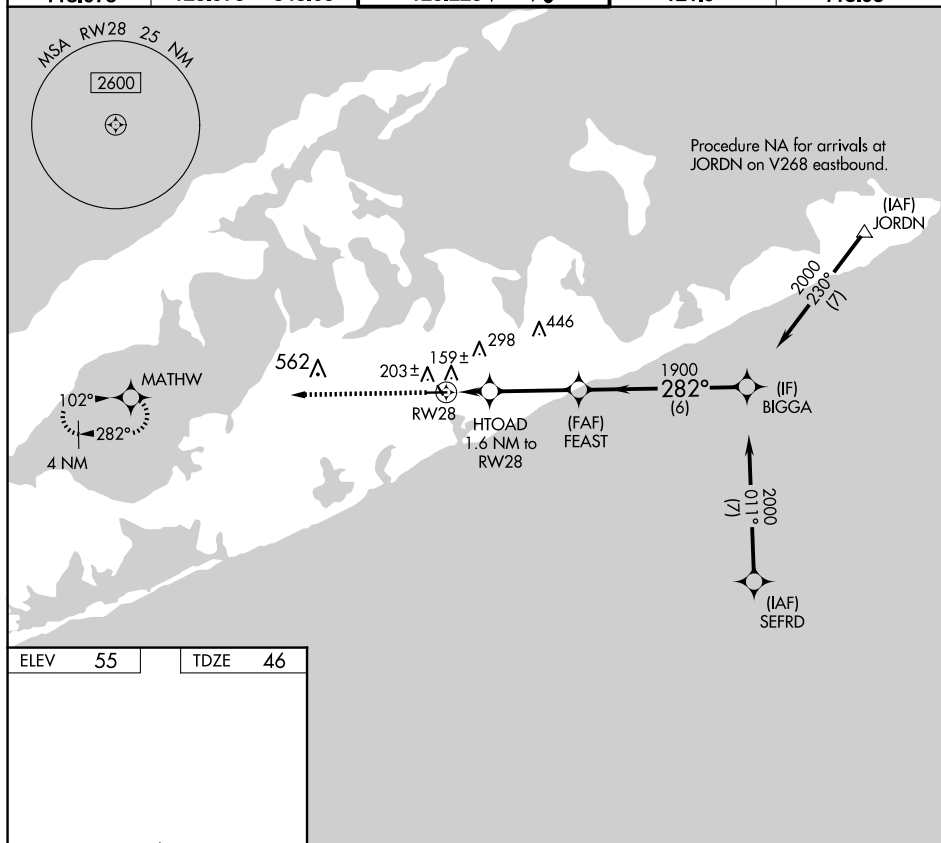 MSA RW28 25 NM
2600
Procedure NA for arrivals at
JORDN on V268 eastbound.
(IAF)
JORDN
2000
230°
(7)
446
298
159±
203±
562
MATHW
102°
282°
4 NM
RW28
HTOAD
1.6 NM to
RW28
(FAF)
FEAST
1900
282°
(6)
(IF)
BIGGA
2000
011°
(7)
(IAF)
SEFRD
ELEV 55
TDZE 46